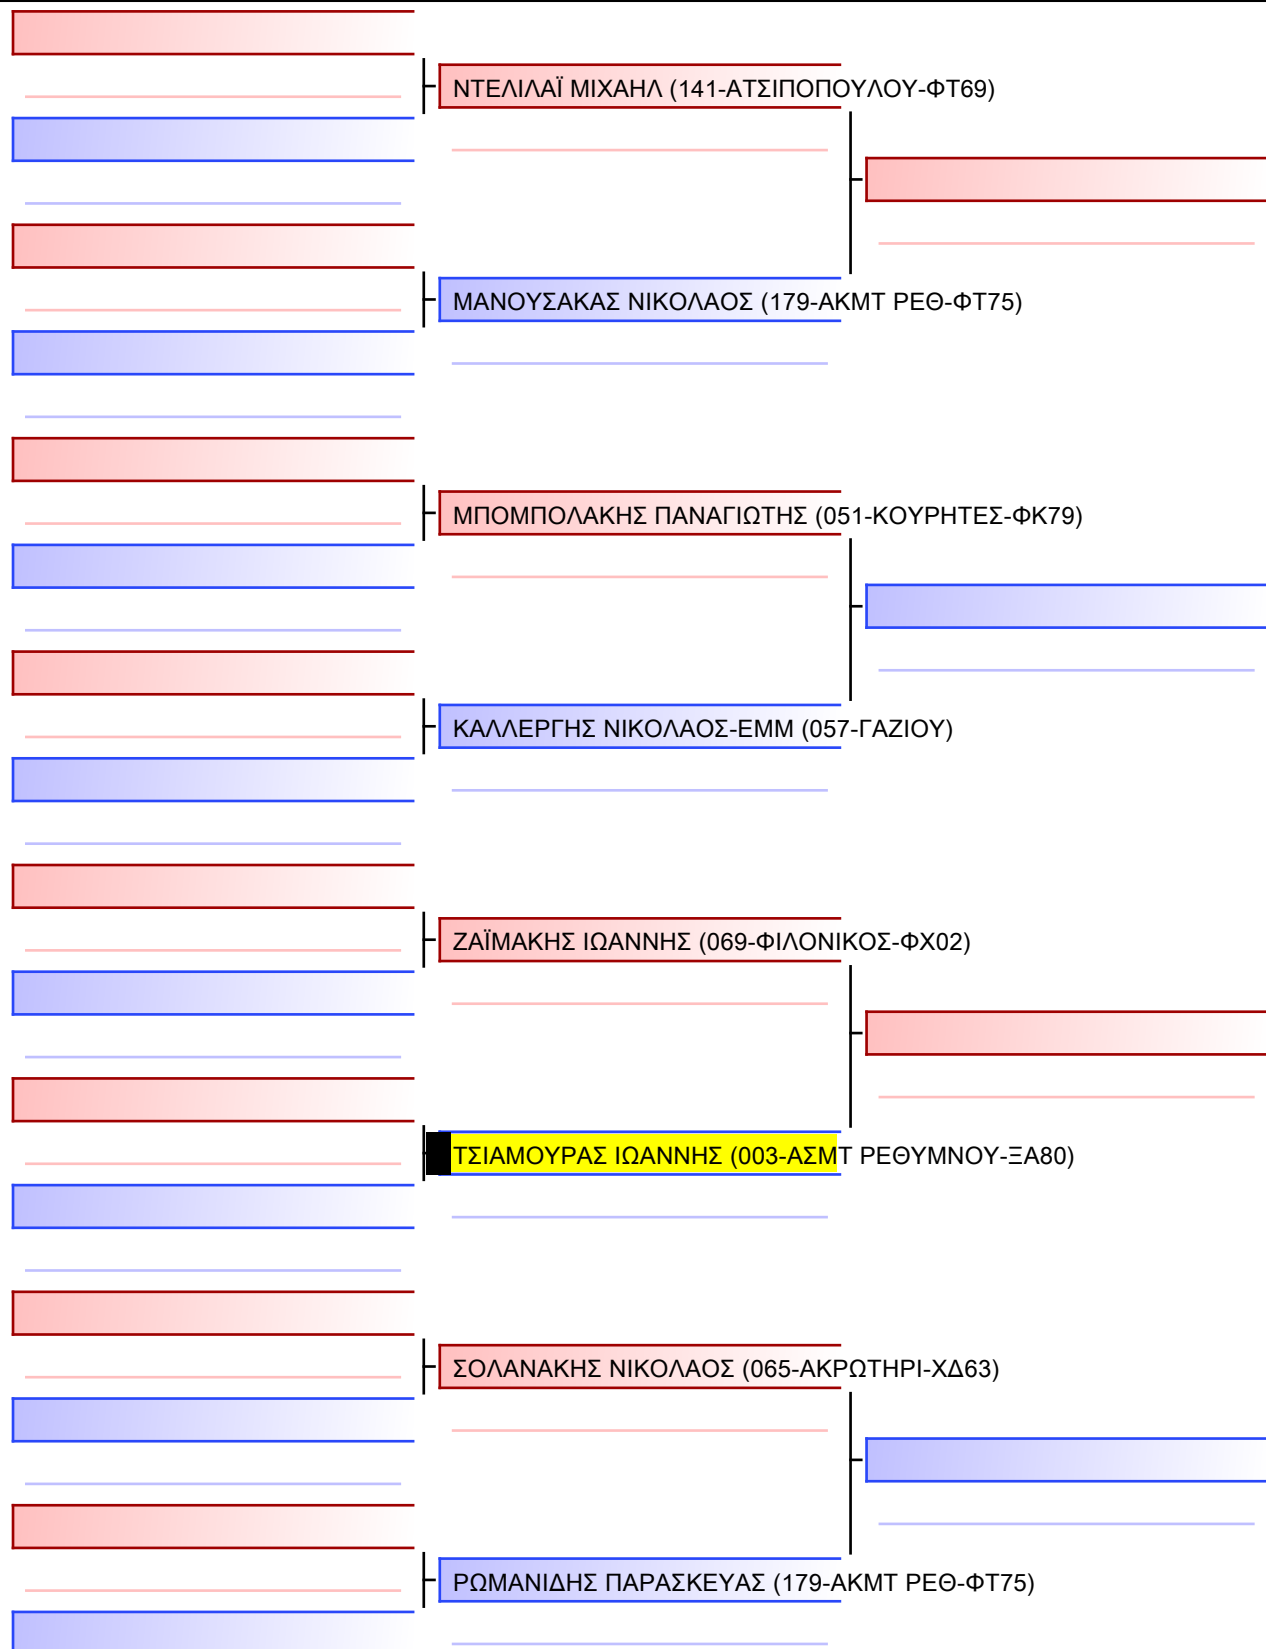 ΝΤΕΛΙΛΑΪ ΜΙΧΑΗΛ (141-ΑΤΣΙΠΟΠΟΥΛΟΥ-ΦΤ69)
ΜΑΝΟΥΣΑΚΑΣ ΝΙΚΟΛΑΟΣ (179-ΑΚΜΤ ΡΕΘ-ΦΤ75)
ΜΠΟΜΠΟΛΑΚΗΣ ΠΑΝΑΓΙΩΤΗΣ (051-ΚΟΥΡΗΤΕΣ-ΦΚ79)
ΚΑΛΛΕΡΓΗΣ ΝΙΚΟΛΑΟΣ-ΕΜΜ (057-ΓΑΖΙΟΥ)
ΖΑΪΜΑΚΗΣ ΙΩΑΝΝΗΣ (069-ΦΙΛΟΝΙΚΟΣ-ΦΧ02)
ΤΣΙΑΜΟΥΡΑΣ ΙΩΑΝΝΗΣ (003-ΑΣΜΤ ΡΕΘΥΜΝΟΥ-ΞΑ80)
ΣΟΛΑΝΑΚΗΣ ΝΙΚΟΛΑΟΣ (065-ΑΚΡΩΤΗΡΙ-ΧΔ63)
ΡΩΜΑΝΙΔΗΣ ΠΑΡΑΣΚΕΥΑΣ (179-ΑΚΜΤ ΡΕΘ-ΦΤ75)